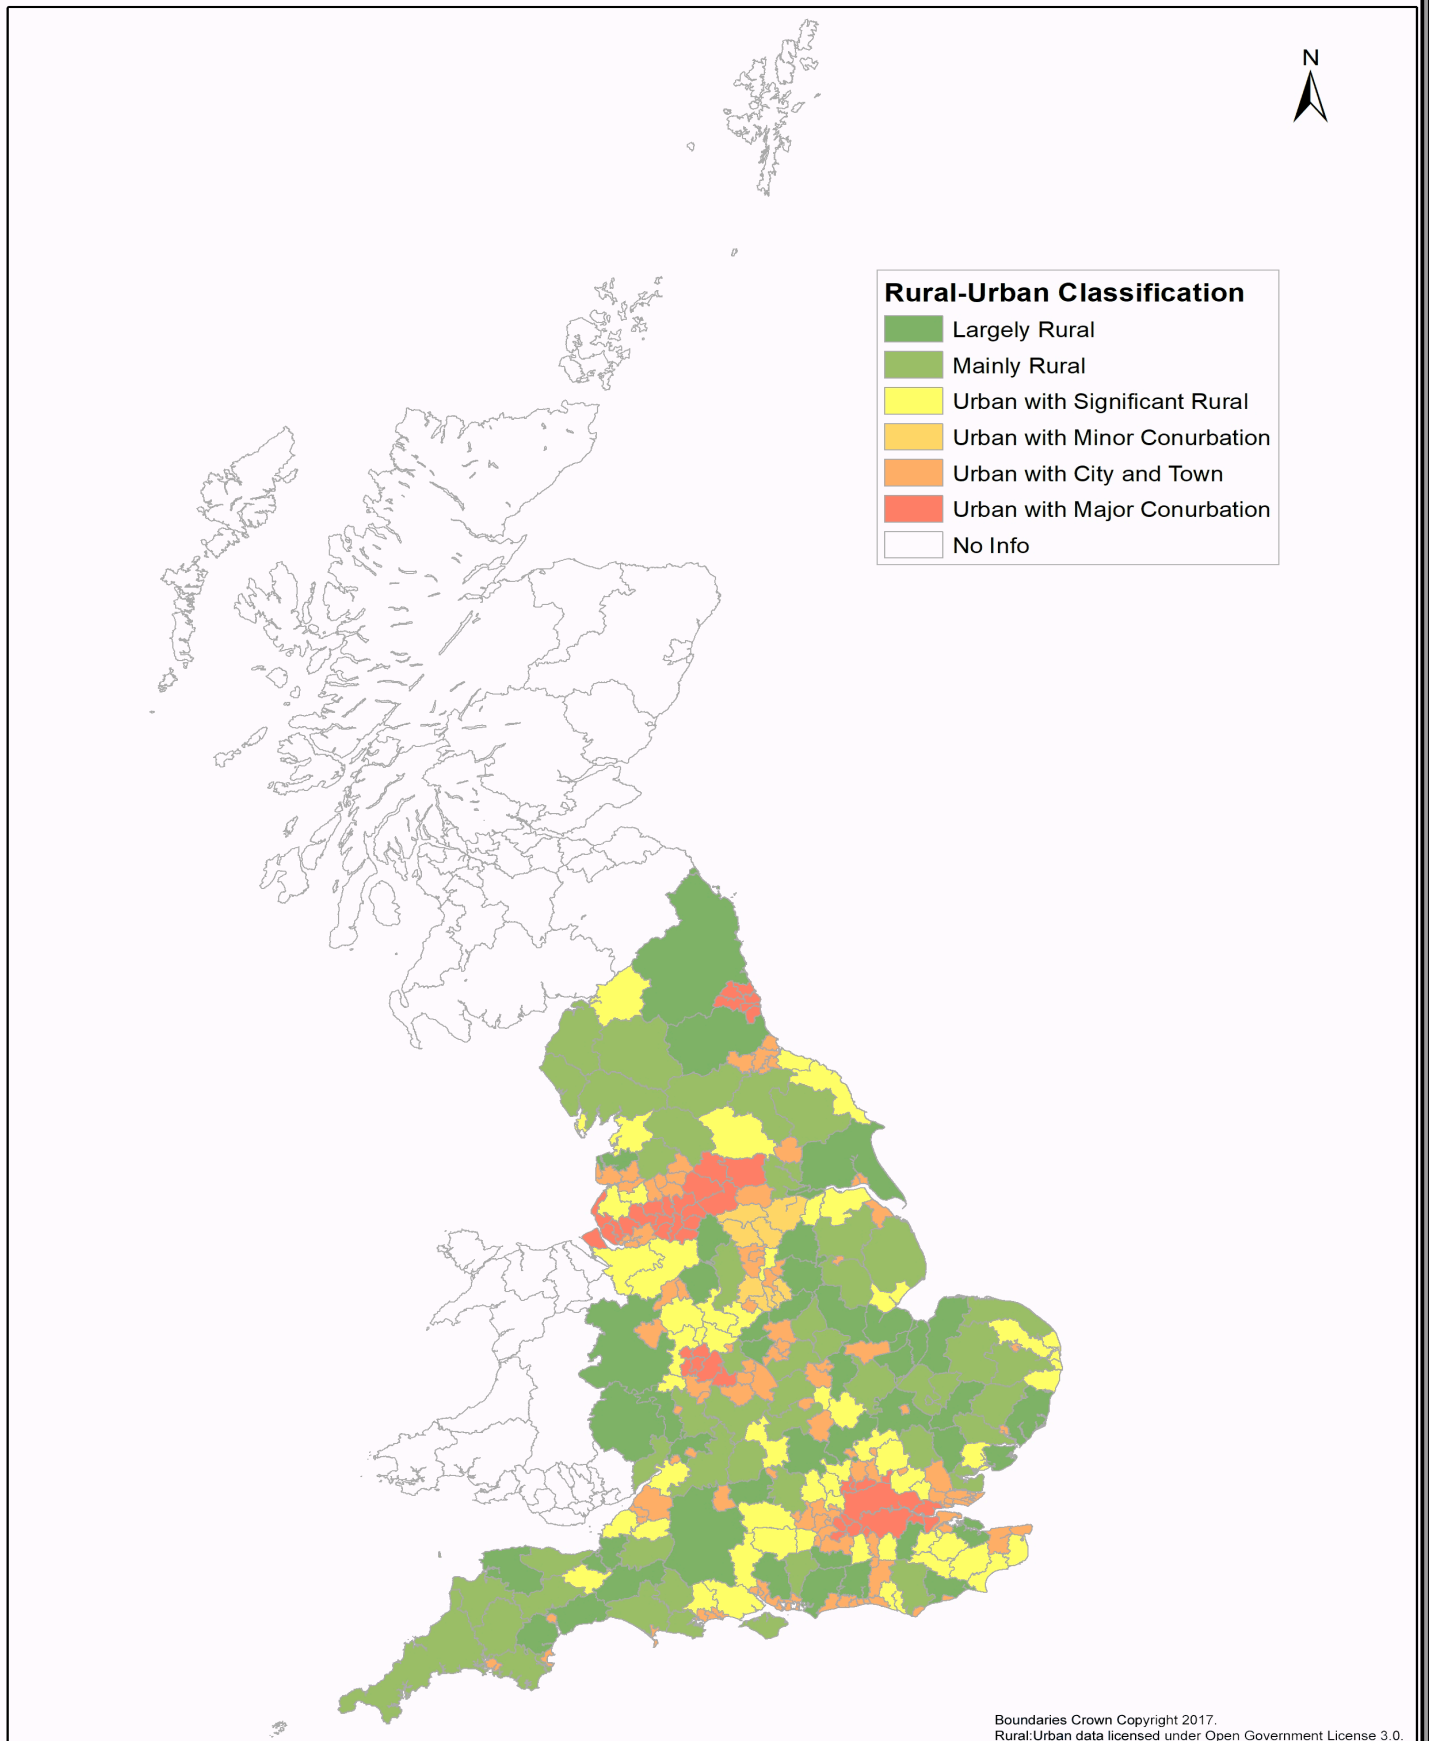 N
Rural-Urban Classification
Largely Rural
Mainly Rural
Urban with Significant Rural
Urban with Minor Conurbation
Urban with City and Town
Urban with Major Conurbation
No Info
Boundaries Crown Copyright 2017.
Rural:Urban data licensed under Open Government License 3.0.